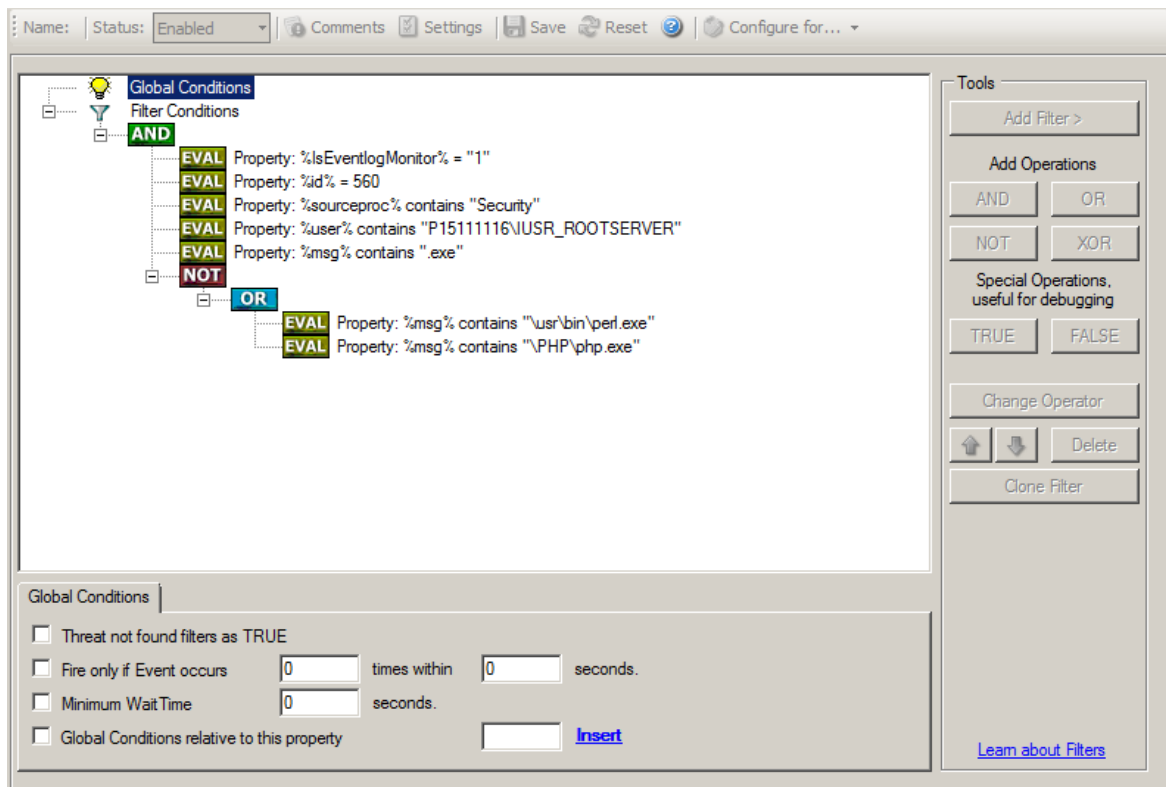 Name: Status: Enabled Comments Settings Save Reset Configure for...
Global Conditions
Filter Conditions
AND
EVAL Property: %IsEventlogMonitor% = "1"
EVAL Property: %id% = 560
EVAL Property: %sourceproc% contains "Security"
EVAL Property: %user% contains "P15111116\IUSR_ROOTSERVER"
EVAL Property: %msg% contains ".exe"
NOT
OR
EVAL Property: %msg% contains "\usr\bin\perl.exe"
EVAL Property: %msg% contains "\PHP\php.exe"
Tools
Add Filter >
Add Operations
AND OR
NOT XOR
Special Operations,
useful for debugging
TRUE FALSE
Change Operator
Delete
Clone Filter
Learn about Filters
Global Conditions
Threat not found filters as TRUE
Fire only if Event occurs 0 times within 0 seconds.
Minimum WaitTime 0 seconds.
Global Conditions relative to this property Insert